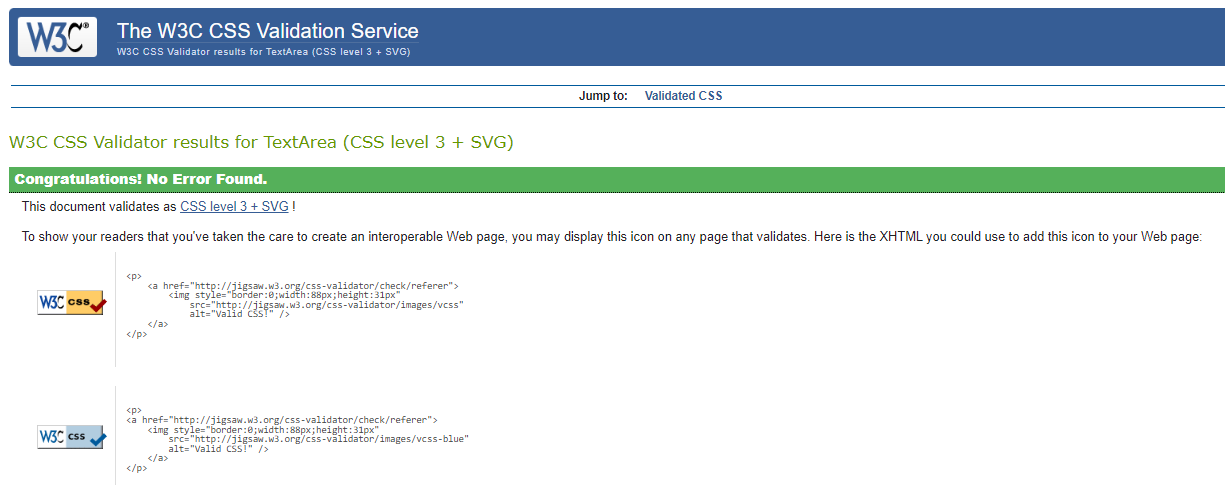 W3C®
The W3C CSS Validation Service
W3C CSS Validator results for TextArea (CSS level 3 + SVG)
Jump to: Validated CSS
W3C CSS Validator results for TextArea (CSS level 3 + SVG)
Congratulations! No Error Found.
This document validates as CSS level 3 + SVG !
To show your readers that you've taken the care to create an interoperable Web page, you may display this icon on any page that validates. Here is the XHTML you could use to add this icon to your Web page:
W3C css
<p>
<a href="http://jigsaw.w3.org/css-validator/check/referer">
<img style="border:0;width:88px;height:31px"
src="http://jigsaw.w3.org/css-validator/images/vcss"
alt="Valid CSS!" />
</a>
</p>
W3C css
<p>
<a href="http://jigsaw.w3.org/css-validator/check/referer">
<img style="border:0;width:88px;height:31px"
src="http://jigsaw.w3.org/css-validator/images/vcss-blue"
alt="Valid CSS!" />
</a>
</p>